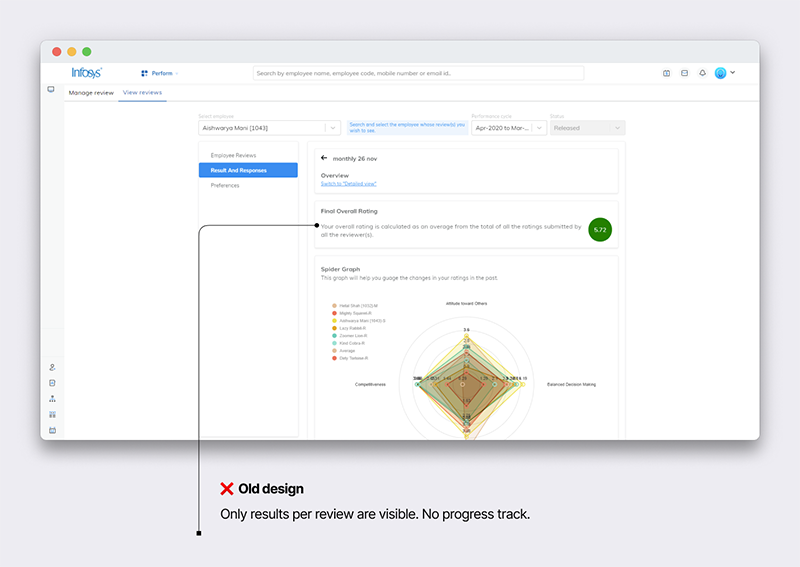 Infosys
Perform
Search by employee name, employee code, mobile number or email id..
Manage review
View reviews
Select employee
Aishwarya Mani [1043]
Search and select the employee whose review(s) you
wish to see.
Performance cycle
Apr-2020 to Mar-...
Status
Released
Employee Reviews
Result And Responses
Preferences
monthly 26 nov
Overview
Switch to "Detailed view"
Final Overall Rating
Your overall rating is calculated as an average from the total of all the ratings submitted by
all the reviewer(s).
5.72
Spider Graph
This graph will help you guage the changes in your ratings in the past.
Hetal Shah [1032]-M
Mighty Squirrel-R
Aishwarya Mani [1043]-S
Lazy Rabbit-R
Zoomes Lion-R
King Cobra-R
Average
Ugly Tortoise-R
Attitude toward Others
Competitiveness
Balanced Decision Making
Old design
Only results per review are visible. No progress track.